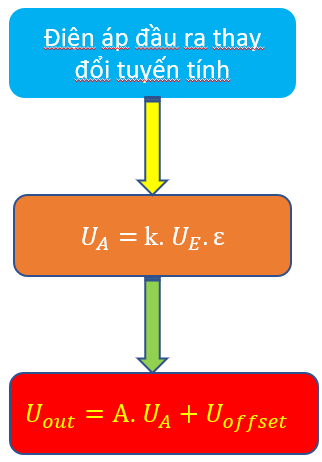 Điện áp đầu ra thay
đổi tuyến tính
U_A = k. U_E. ε
U_out = A. U_A + U_offset